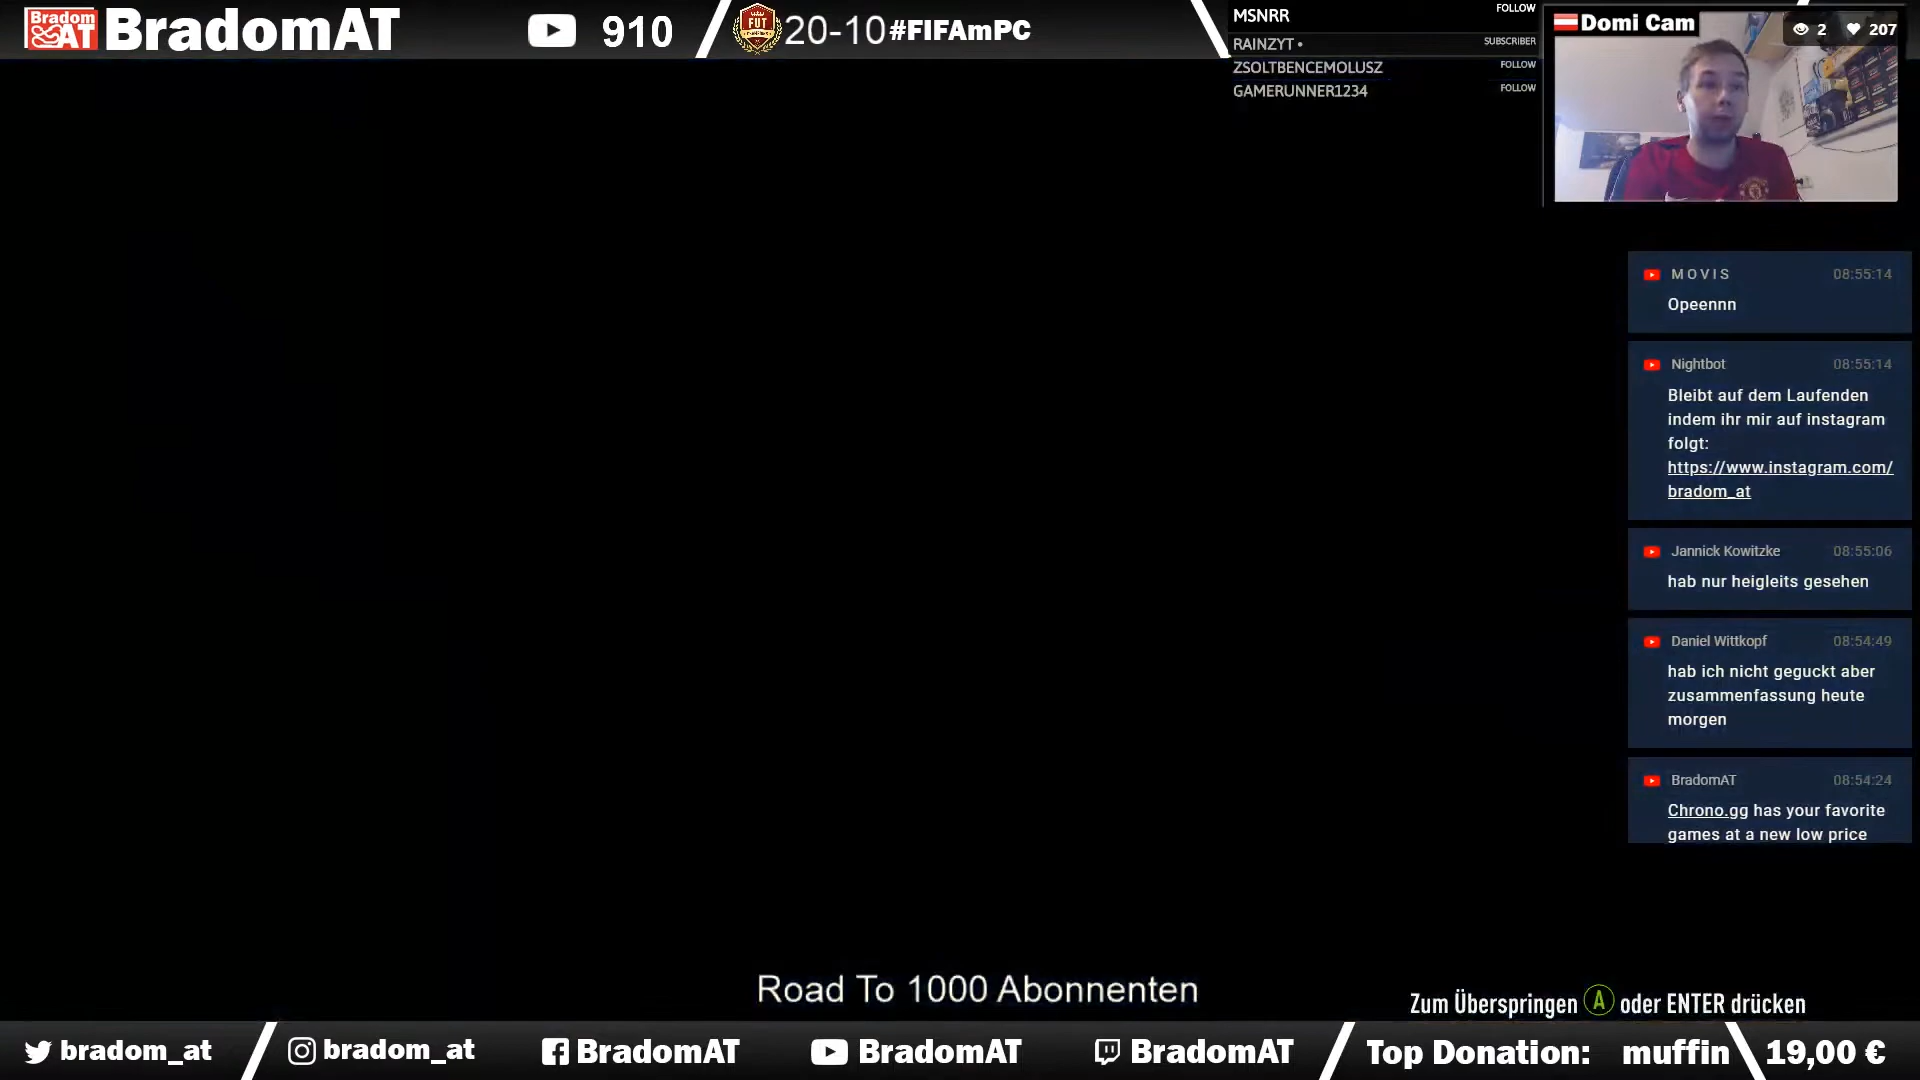 Bradom
AT
BradomAT
910
FUT
20-10 #FIFAmPC
MSNRR FOLLOW
RAINZYT • SUBSCRIBER
ZSOLTBENCEMOLUSZ FOLLOW
GAMERUNNER1234 FOLLOW
Domi Cam
2 207
M O V I S 08:55:14
Opeennn
Nightbot 08:55:14
Bleibt auf dem Laufenden
indem ihr mir auf instagram
folgt:
https://www.instagram.com/
bradom_at
Jannick Kowitzke 08:55:06
hab nur heigleits gesehen
Daniel Wittkopf 08:54:49
hab ich nicht geguckt aber
zusammenfassung heute
morgen
BradomAT 08:54:24
Chrono.gg has your favorite
games at a new low price
Road To 1000 Abonnenten
Zum Überspringen A oder ENTER drücken
bradom_at
bradom_at
BradomAT
BradomAT
BradomAT
Top Donation: muffin 19,00 €